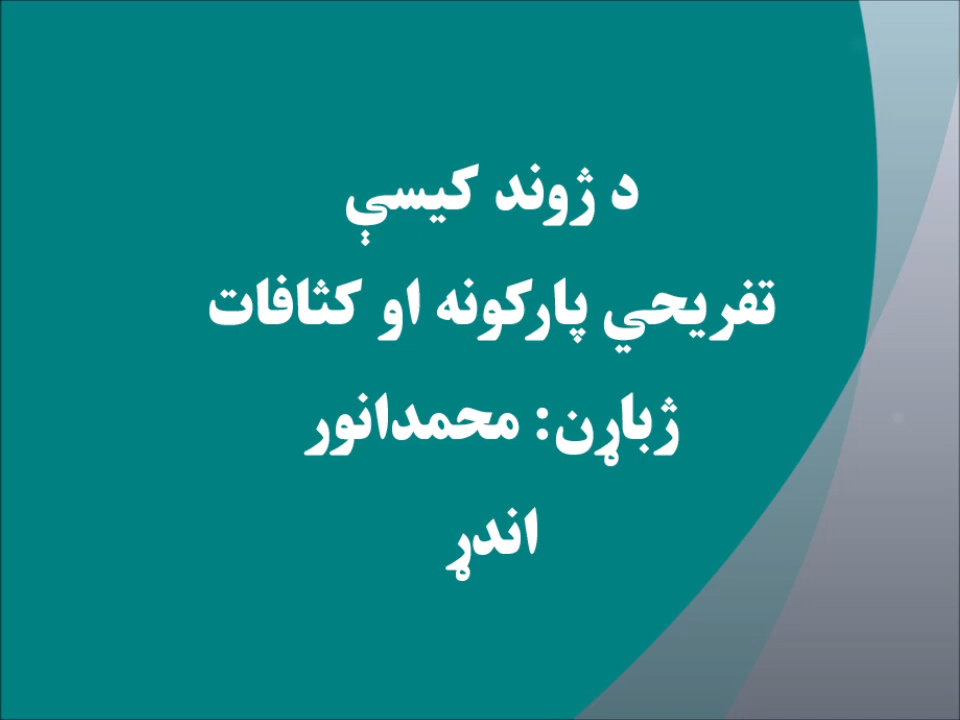 د ژوند کیسې
تفریحي پارکونه او کثافات
ژباړن: محمدانور
اندړ